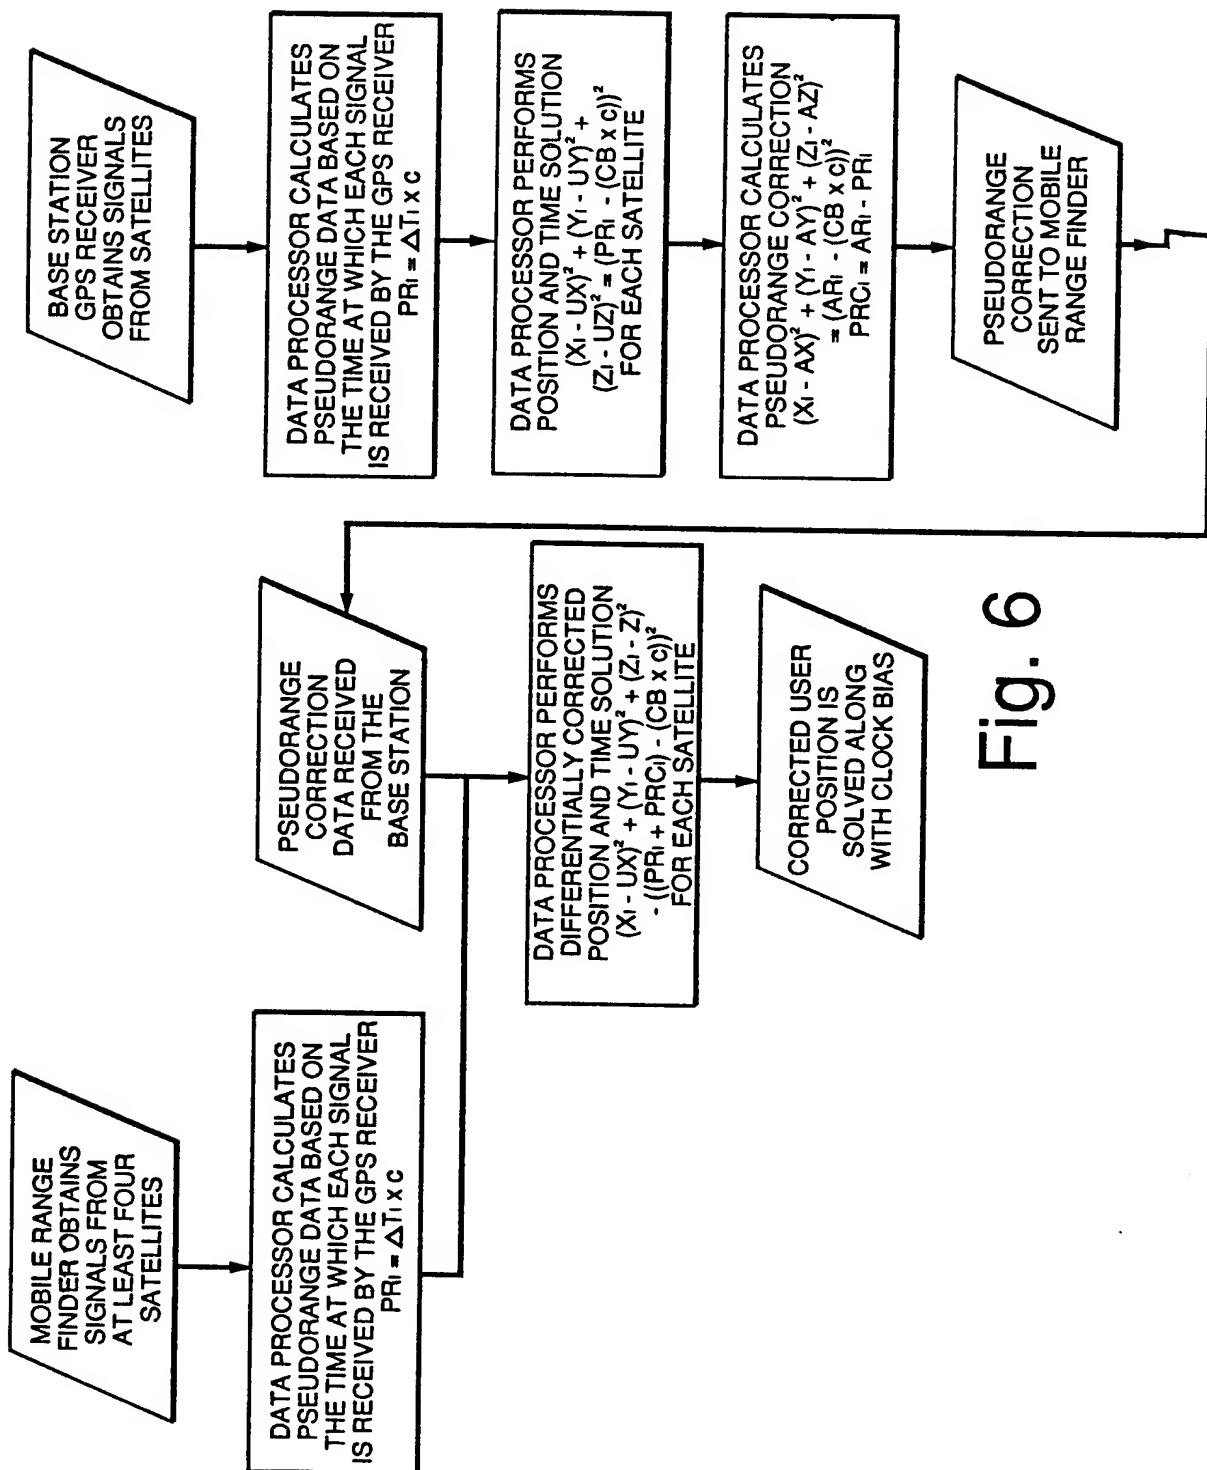 BASE STATION
GPS RECEIVER
OBTAINS SIGNALS
FROM SATELLITES
DATA PROCESSOR CALCULATES
PSEUDORANGE DATA BASED ON
THE TIME AT WHICH EACH SIGNAL
IS RECEIVED BY THE GPS RECEIVER
PRI = △TI x c
DATA PROCESSOR PERFORMS
POSITION AND TIME SOLUTION
(XI - UX)² + (YI - UY)² +
(ZI - UZ)² = (PRI - (CB x c))²
FOR EACH SATELLITE
DATA PROCESSOR CALCULATES
PSEUDORANGE CORRECTION
(XI - AX)² + (YI - AY)² + (ZI - AZ)²
= (ARI - (CB x c))²
PRCI = ARI - PRI
PSEUDORANGE
CORRECTION
SENT TO MOBILE
RANGE FINDER
MOBILE RANGE
FINDER OBTAINS
SIGNALS FROM
AT LEAST FOUR
SATELLITES
DATA PROCESSOR CALCULATES
PSEUDORANGE DATA BASED ON
THE TIME AT WHICH EACH SIGNAL
IS RECEIVED BY THE GPS RECEIVER
PRI = △TI x c
PSEUDORANGE
CORRECTION
DATA RECEIVED
FROM THE
BASE STATION
DATA PROCESSOR PERFORMS
DIFFERENTIALLY CORRECTED
POSITION AND TIME SOLUTION
(XI - UX)² + (YI - UY)² + (ZI - Z)²
- ((PRI + PRCI) - (CB x c))²
FOR EACH SATELLITE
CORRECTED USER
POSITION IS
SOLVED ALONG
WITH CLOCK BIAS
Fig. 6